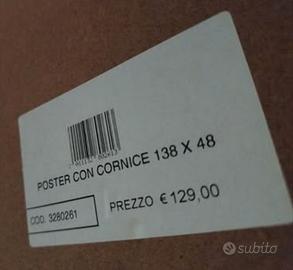 POSTER CON CORNICE 138 X 48
COD. 3280261
PREZZO € 129,00
subito